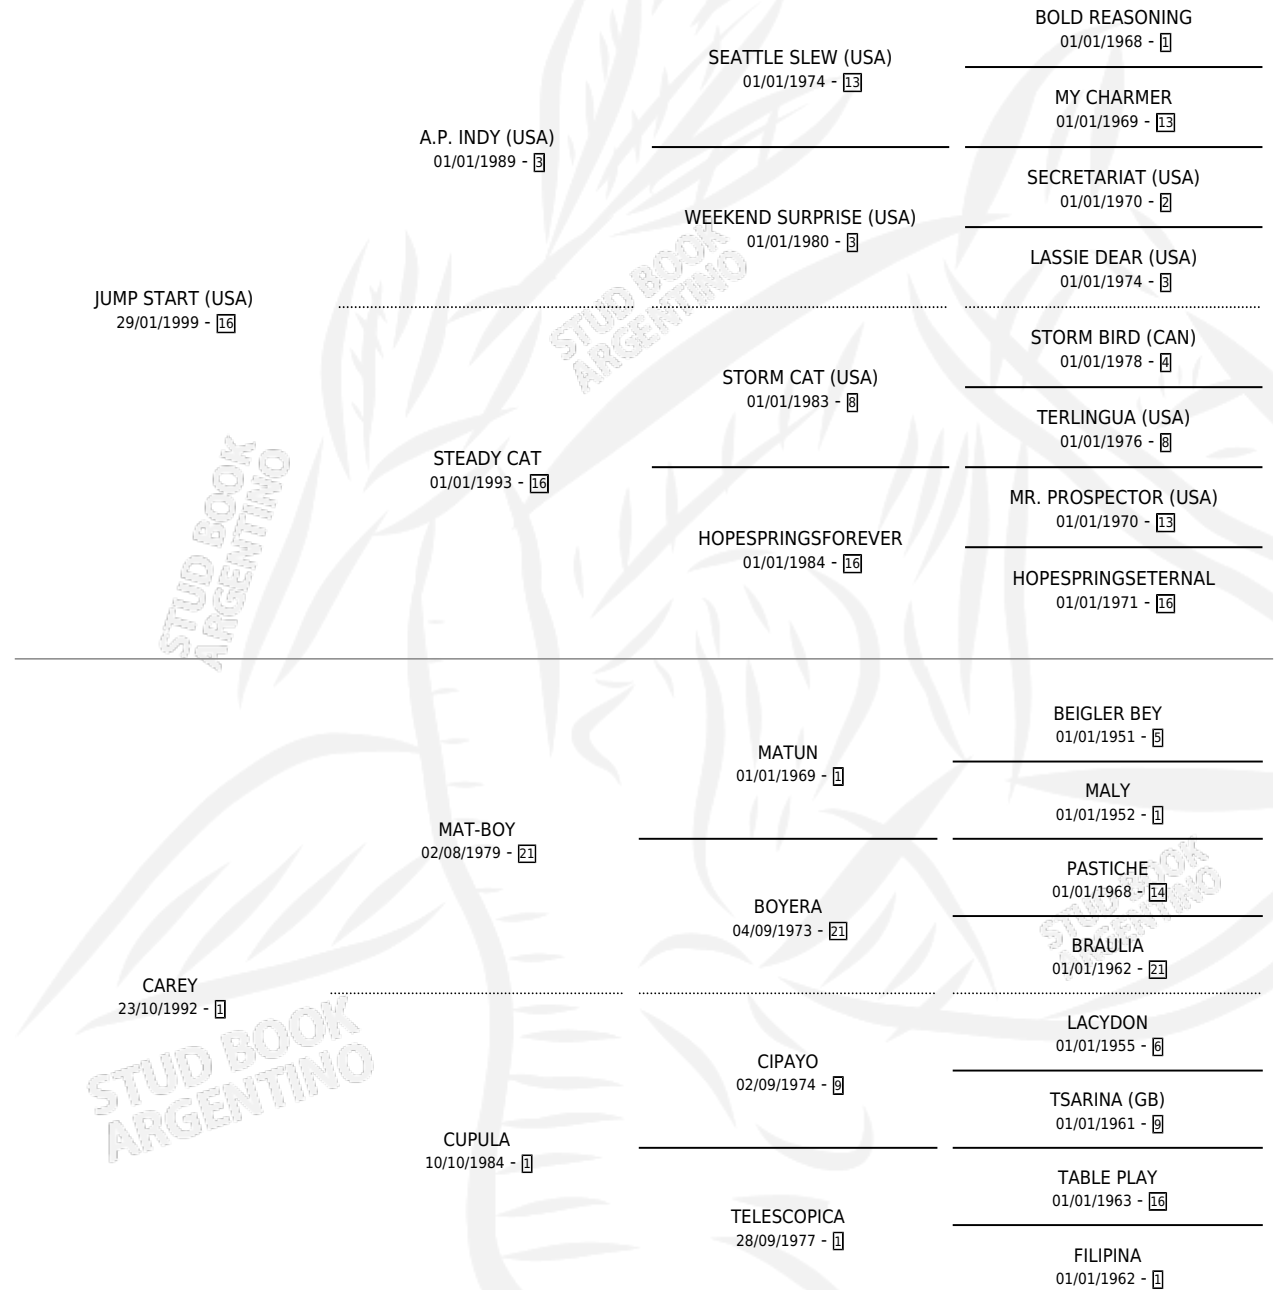 BOLD REASONING
01/01/1968 - 1
SEATTLE SLEW (USA)
01/01/1974 - 13
MY CHARMER
01/01/1969 - 13
A.P. INDY (USA)
01/01/1989 - 3
SECRETARIAT (USA)
01/01/1970 - 2
WEEKEND SURPRISE (USA)
01/01/1980 - 3
LASSIE DEAR (USA)
01/01/1974 - 3
JUMP START (USA)
29/01/1999 - 16
STORM BIRD (CAN)
01/01/1978 - 4
STORM CAT (USA)
01/01/1983 - 8
TERLINGUA (USA)
01/01/1976 - 8
STEADY CAT
01/01/1993 - 16
MR. PROSPECTOR (USA)
01/01/1970 - 13
HOPESPRINGSFOREVER
01/01/1984 - 16
HOPESPRINGSETERNAL
01/01/1971 - 16
BEIGLER BEY
01/01/1951 - 5
MATUN
01/01/1969 - 1
MALY
01/01/1952 - 1
MAT-BOY
02/08/1979 - 21
PASTICHE
01/01/1968 - 14
BOYERA
04/09/1973 - 21
BRAULIA
01/01/1962 - 21
CAREY
23/10/1992 - 1
LACYDON
01/01/1955 - 6
CIPAYO
02/09/1974 - 9
TSARINA (GB)
01/01/1961 - 9
CUPULA
10/10/1984 - 1
TABLE PLAY
01/01/1963 - 16
TELESCOPICA
28/09/1977 - 1
FILIPINA
01/01/1962 - 1
STUD BOOK
ARGENTINO
STUD BOOK
ARGENTINO
STUD BOOK
ARGENTINO
STUD BOOK
ARGENTINO